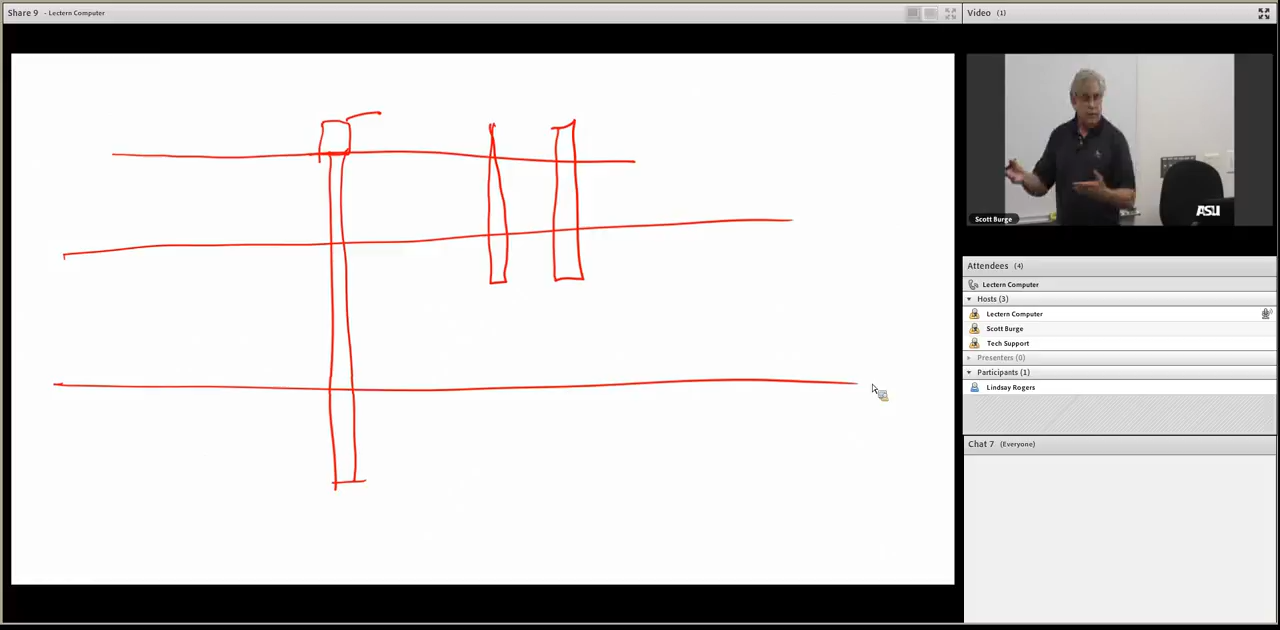 Share 9 - Lectern Computer
Video (1)
Scott Burge
ASU
Attendees (4)
Lectern Computer
Hosts (3)
Lectern Computer
Scott Burge
Tech Support
Presenters (0)
Participants (1)
Lindsay Rogers
Chat 7 (Everyone)